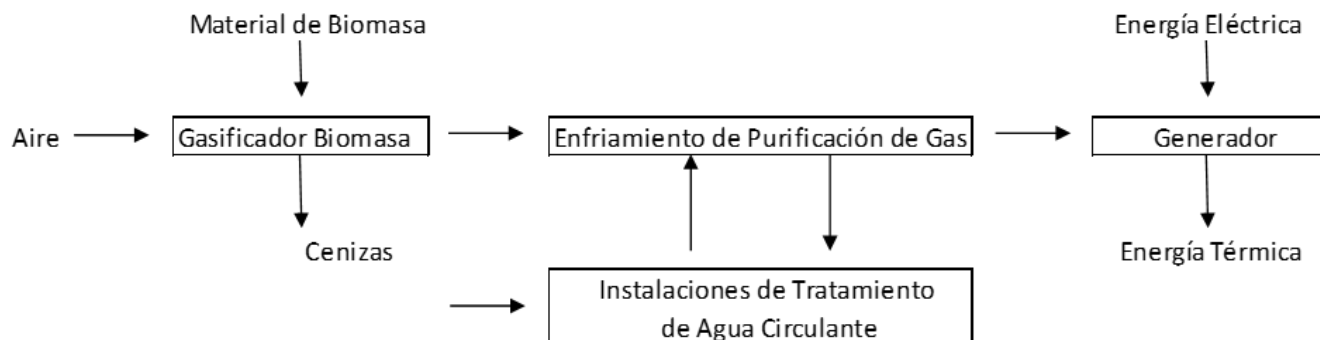 Material de Biomasa
Energía Eléctrica
Aire
Gasificador Biomasa
Enfriamiento de Purificación de Gas
Generador
Cenizas
Energía Térmica
Instalaciones de Tratamiento
de Agua Circulante